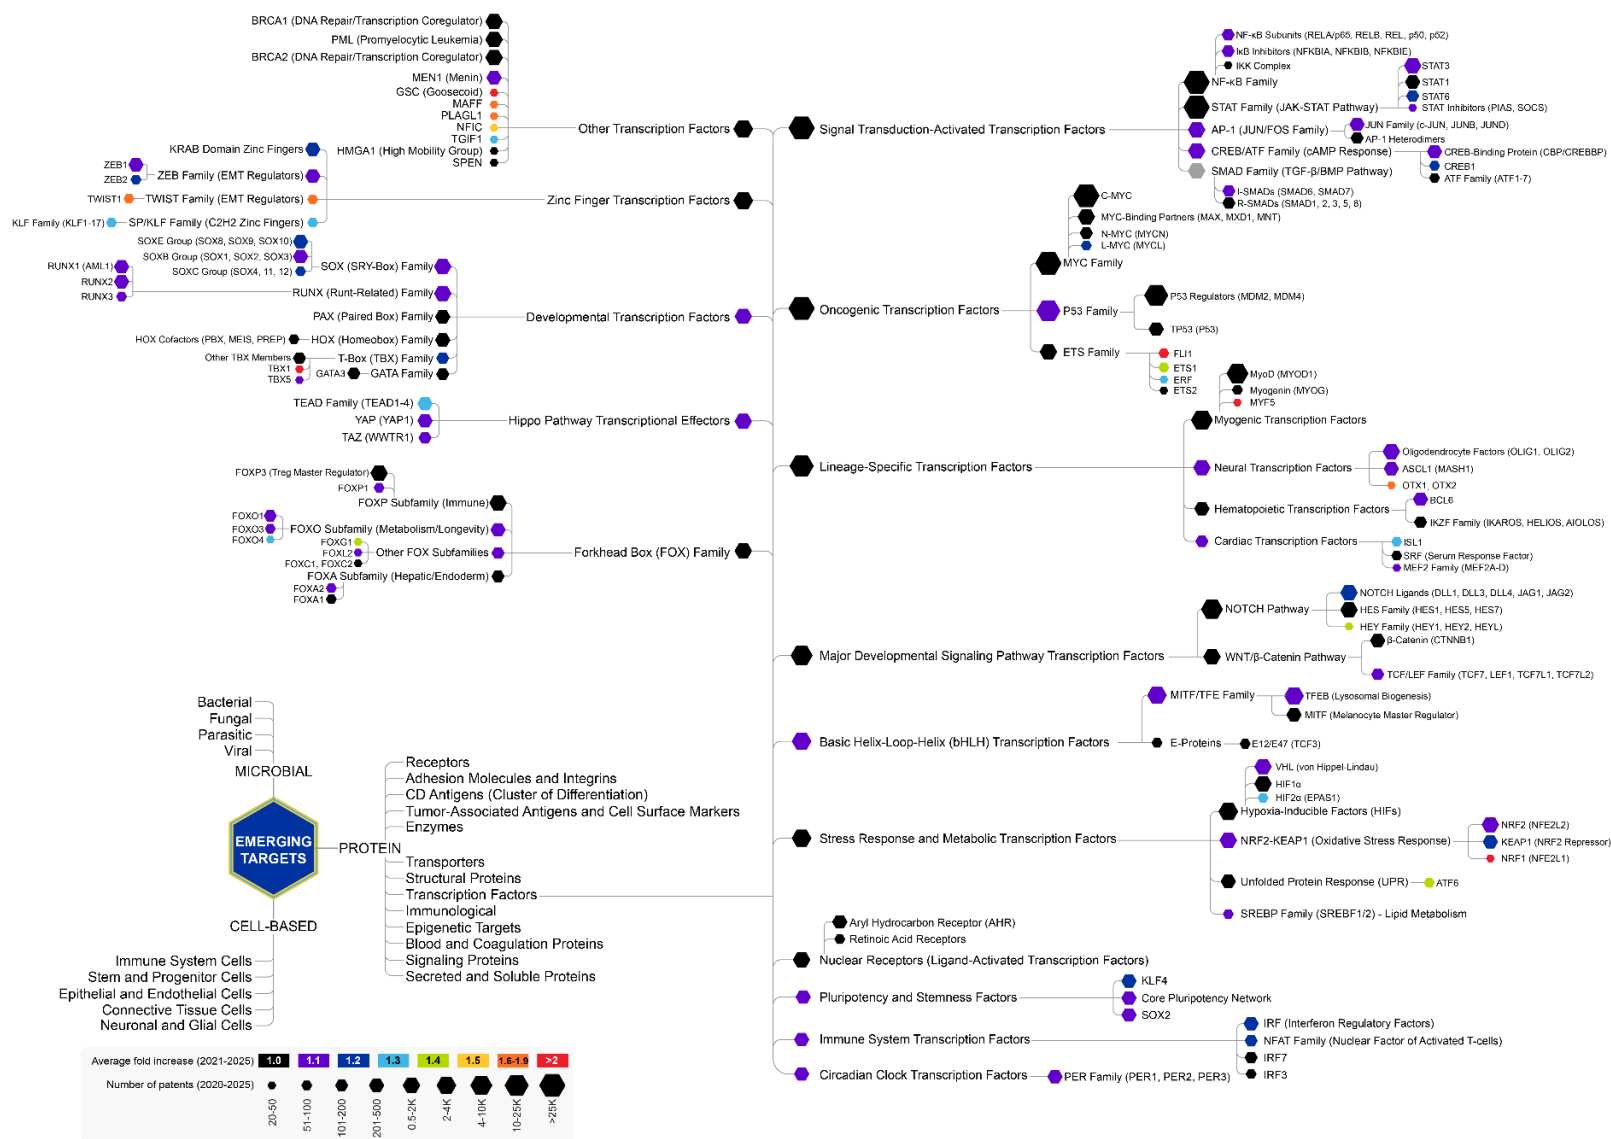 BRCA1 (DNA Repair/Transcription Coregulator)
PML (Promyelocytic Leukemia)
BRCA2 (DNA Repair/Transcription Coregulator)
MEN1 (Menin)
GSC (Goosecoid)
MAFF
PLAGL1
NFIC
TGIF1
HMGA1 (High Mobility Group)
SPEN
Other Transcription Factors
KRAB Domain Zinc Fingers
ZEB1
ZEB2
ZEB Family (EMT Regulators)
TWIST1
TWIST Family (EMT Regulators)
KLF Family (KLF1-17)
SP/KLF Family (C2H2 Zinc Fingers)
Zinc Finger Transcription Factors
SOXE Group (SOX8, SOX9, SOX10)
SOXB Group (SOX1, SOX2, SOX3)
SOXC Group (SOX4, 11, 12)
SOX (SRY-Box) Family
RUNX1 (AML1)
RUNX2
RUNX3
RUNX (Runt-Related) Family
PAX (Paired Box) Family
HOX Cofactors (PBX, MEIS, PREP)
HOX (Homeobox) Family
Other TBX Members
TBX1
TBX5
T-Box (TBX) Family
GATA3
GATA Family
Developmental Transcription Factors
TEAD Family (TEAD1-4)
YAP (YAP1)
TAZ (WWTR1)
Hippo Pathway Transcriptional Effectors
FOXP3 (Treg Master Regulator)
FOXP1
FOXP Subfamily (Immune)
FOXO1
FOXO3
FOXO4
FOXO Subfamily (Metabolism/Longevity)
FOXG1
FOXL2
FOXC1, FOXC2
Other FOX Subfamilies
FOXA Subfamily (Hepatic/Endoderm)
FOXA2
FOXA1
Forkhead Box (FOX) Family
NF-κB Subunits (RELA/p65, RELB, REL, p50, p52)
IκB Inhibitors (NFKBIA, NFKBIB, NFKBIE)
IKK Complex
NF-κB Family
STAT3
STAT1
STAT6
STAT Inhibitors (PIAS, SOCS)
STAT Family (JAK-STAT Pathway)
Signal Transduction-Activated Transcription Factors
AP-1 (JUN/FOS Family)
JUN Family (c-JUN, JUNB, JUND)
AP-1 Heterodimers
CREB/ATF Family (cAMP Response)
CREB-Binding Protein (CBP/CREBBP)
CREB1
ATF Family (ATF1-7)
SMAD Family (TGF-β/BMP Pathway)
I-SMADs (SMAD6, SMAD7)
R-SMADs (SMAD1, 2, 3, 5, 8)
C-MYC
MYC-Binding Partners (MAX, MXD1, MNT)
N-MYC (MYCN)
L-MYC (MYCL)
MYC Family
Oncogenic Transcription Factors
P53 Family
P53 Regulators (MDM2, MDM4)
TP53 (P53)
ETS Family
FLI1
ETS1
ERF
ETS2
MyoD (MYOD1)
Myogenin (MYOG)
MYF5
Myogenic Transcription Factors
Lineage-Specific Transcription Factors
Neural Transcription Factors
Oligodendrocyte Factors (OLIG1, OLIG2)
ASCL1 (MASH1)
OTX1, OTX2
Hematopoietic Transcription Factors
BCL6
IKZF Family (IKAROS, HELIOS, AIOLOS)
Cardiac Transcription Factors
ISL1
SRF (Serum Response Factor)
MEF2 Family (MEF2A-D)
NOTCH Pathway
NOTCH Ligands (DLL1, DLL3, DLL4, JAG1, JAG2)
HES Family (HES1, HES5, HES7)
HEY Family (HEY1, HEY2, HEYL)
Major Developmental Signaling Pathway Transcription Factors
WNT/β-Catenin Pathway
β-Catenin (CTNNB1)
TCF/LEF Family (TCF7, LEF1, TCF7L1, TCF7L2)
MITF/TFE Family
TFEB (Lysosomal Biogenesis)
MITF (Melanocyte Master Regulator)
Basic Helix-Loop-Helix (bHLH) Transcription Factors
E-Proteins
E12/E47 (TCF3)
VHL (von Hippel-Lindau)
HIF1α
HIF2α (EPAS1)
Hypoxia-Inducible Factors (HIFs)
Stress Response and Metabolic Transcription Factors
NRF2-KEAP1 (Oxidative Stress Response)
NRF2 (NFE2L2)
KEAP1 (NRF2 Repressor)
NRF1 (NFE2L1)
Unfolded Protein Response (UPR)
ATF6
SREBP Family (SREBF1/2) - Lipid Metabolism
Aryl Hydrocarbon Receptor (AHR)
Retinoic Acid Receptors
Nuclear Receptors (Ligand-Activated Transcription Factors)
Pluripotency and Stemness Factors
KLF4
Core Pluripotency Network
SOX2
Immune System Transcription Factors
IRF (Interferon Regulatory Factors)
NFAT Family (Nuclear Factor of Activated T-cells)
IRF7
IRF3
Circadian Clock Transcription Factors
PER Family (PER1, PER2, PER3)
Bacterial
Fungal
Parasitic
Viral
MICROBIAL
EMERGING
TARGETS
PROTEIN
Receptors
Adhesion Molecules and Integrins
CD Antigens (Cluster of Differentiation)
Tumor-Associated Antigens and Cell Surface Markers
Enzymes
Transporters
Structural Proteins
Transcription Factors
Immunological
Epigenetic Targets
Blood and Coagulation Proteins
Signaling Proteins
Secreted and Soluble Proteins
CELL-BASED
Immune System Cells
Stem and Progenitor Cells
Epithelial and Endothelial Cells
Connective Tissue Cells
Neuronal and Glial Cells
Average fold increase (2021-2025) 1.0 1.1 1.2 1.3 1.4 1.5 1.6-1.9 >2
Number of patents (2020-2025)
20-50
51-100
101-200
201-500
0.5-2K
2-4K
4-10K
10-25K
>25K